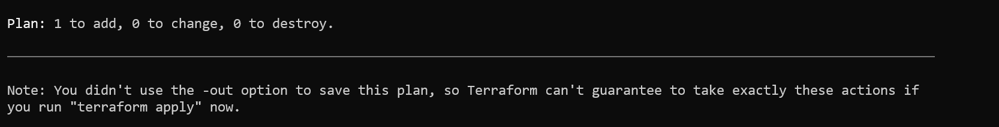 Plan: 1 to add, 0 to change, 0 to destroy.
Note: You didn't use the -out option to save this plan, so Terraform can't guarantee to take exactly these actions if
you run "terraform apply" now.